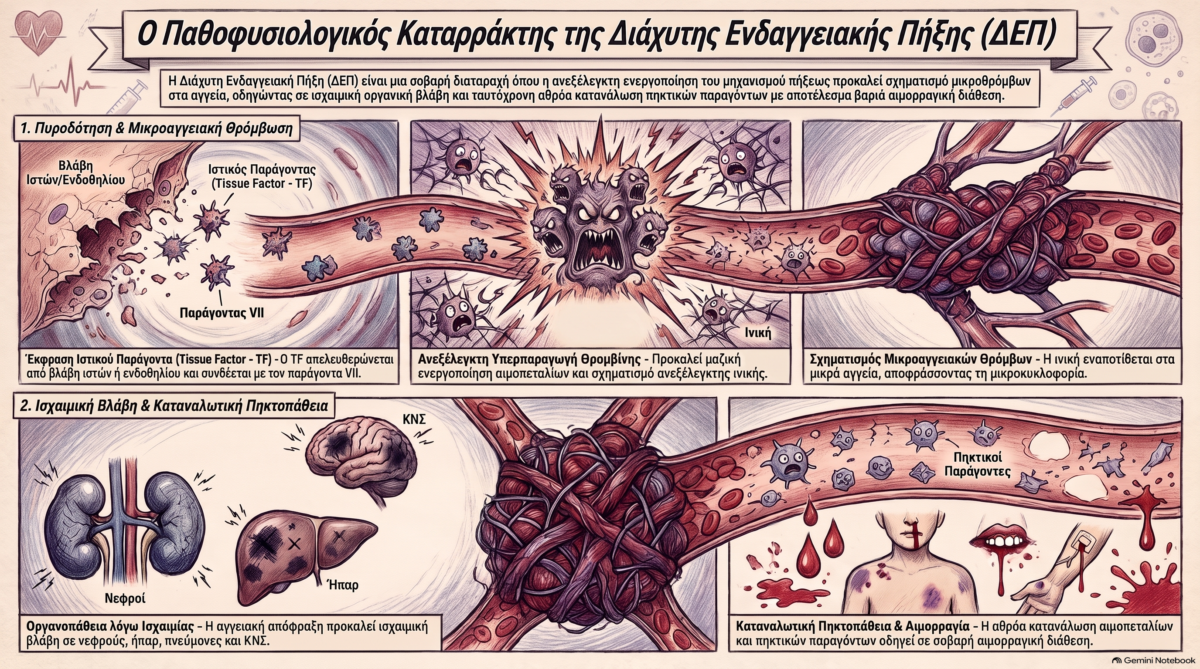 Ο Παθοφυσιολογικός Καταρράκτης της Διάχυτης Ενδαγγειακής Πήξης (ΔΕΠ)
Η Διάχυτη Ενδαγγειακή Πήξη (ΔΕΠ) είναι μια σοβαρή διαταραχή όπου η ανεξέλεγκτη ενεργοποίηση του μηχανισμού πήξεως προκαλεί σχηματισμό μικροθρόμβων
στα αγγεία, οδηγώντας σε ισχαιμική οργανική βλάβη και ταυτόχρονη αθρόα κατανάλωση πηκτικών παραγόντων με αποτέλεσμα βαριά αιμορραγική διάθεση.
1. Πυροδότηση & Μικροαγγειακή Θρόμβωση
Βλάβη
Ιστών/Ενδοθηλίου
Ιστικός Παράγοντας
(Tissue Factor - TF)
Παράγοντας VII
Έκφραση Ιστικού Παράγοντα (Tissue Factor - TF) - Ο TF απελευθερώνεται
από βλάβη ιστών ή ενδοθηλίου και συνδέεται με τον παράγοντα VII.
Ινική
Ανεξέλεγκτη Υπερπαραγωγή Θρομβίνης - Προκαλεί μαζική
ενεργοποίηση αιμοπεταλίων και σχηματισμό ανεξέλεγκτης ινικής.
Σχηματισμός Μικροαγγειακών Θρόμβων - Η ινική εναποτίθεται στα
μικρά αγγεία, αποφράσσοντας τη μικροκυκλοφορία.
2. Ισχαιμική Βλάβη & Καταναλωτική Πηκτοπάθεια
ΚΝΣ
Νεφροί
Ήπαρ
Οργανοπάθεια λόγω Ισχαιμίας - Η αγγειακή απόφραξη προκαλεί ισχαιμική
βλάβη σε νεφρούς, ήπαρ, πνεύμονες και ΚΝΣ.
Πηκτικοί
Παράγοντες
Καταναλωτική Πηκτοπάθεια & Αιμορραγία - Η αθρόα κατανάλωση αιμοπεταλίων
και πηκτικών παραγόντων οδηγεί σε σοβαρή αιμορραγική διάθεση.
Gemini Notebook